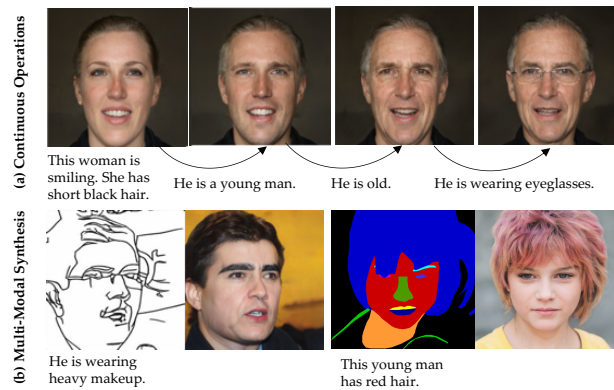 (a) Continuous Operations
This woman is
smiling. She has
short black hair.
He is a young man.
He is old.
He is wearing eyeglasses.
(b) Multi-Modal Synthesis
He is wearing
heavy makeup.
This young man
has red hair.